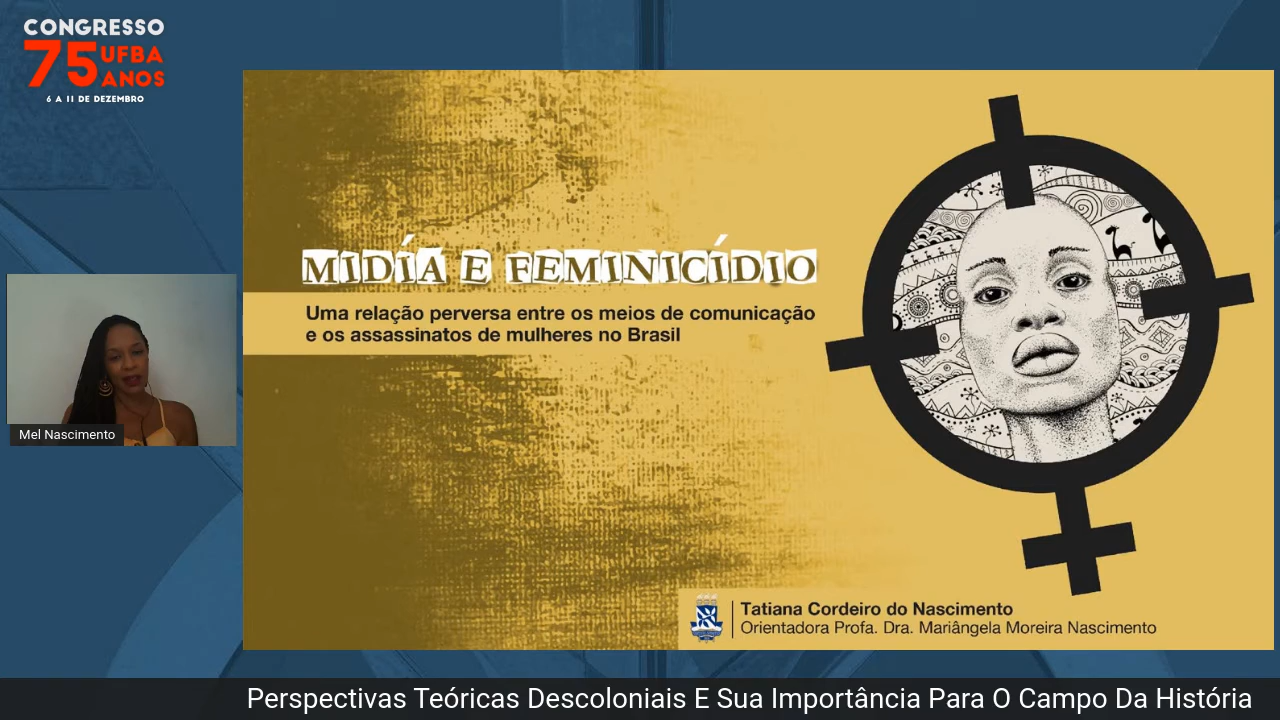 CONGRESSO
75 UFBA
ANOS
6 A 11 DE DEZEMBRO
MIDÍA E FEMINICÍDIO
Uma relação perversa entre os meios de comunicação
e os assassinatos de mulheres no Brasil
Mel Nascimento
Tatiana Cordeiro do Nascimento
Orientadora Profa. Dra. Mariângela Moreira Nascimento
Perspectivas Teóricas Descoloniais E Sua Importância Para O Campo Da História